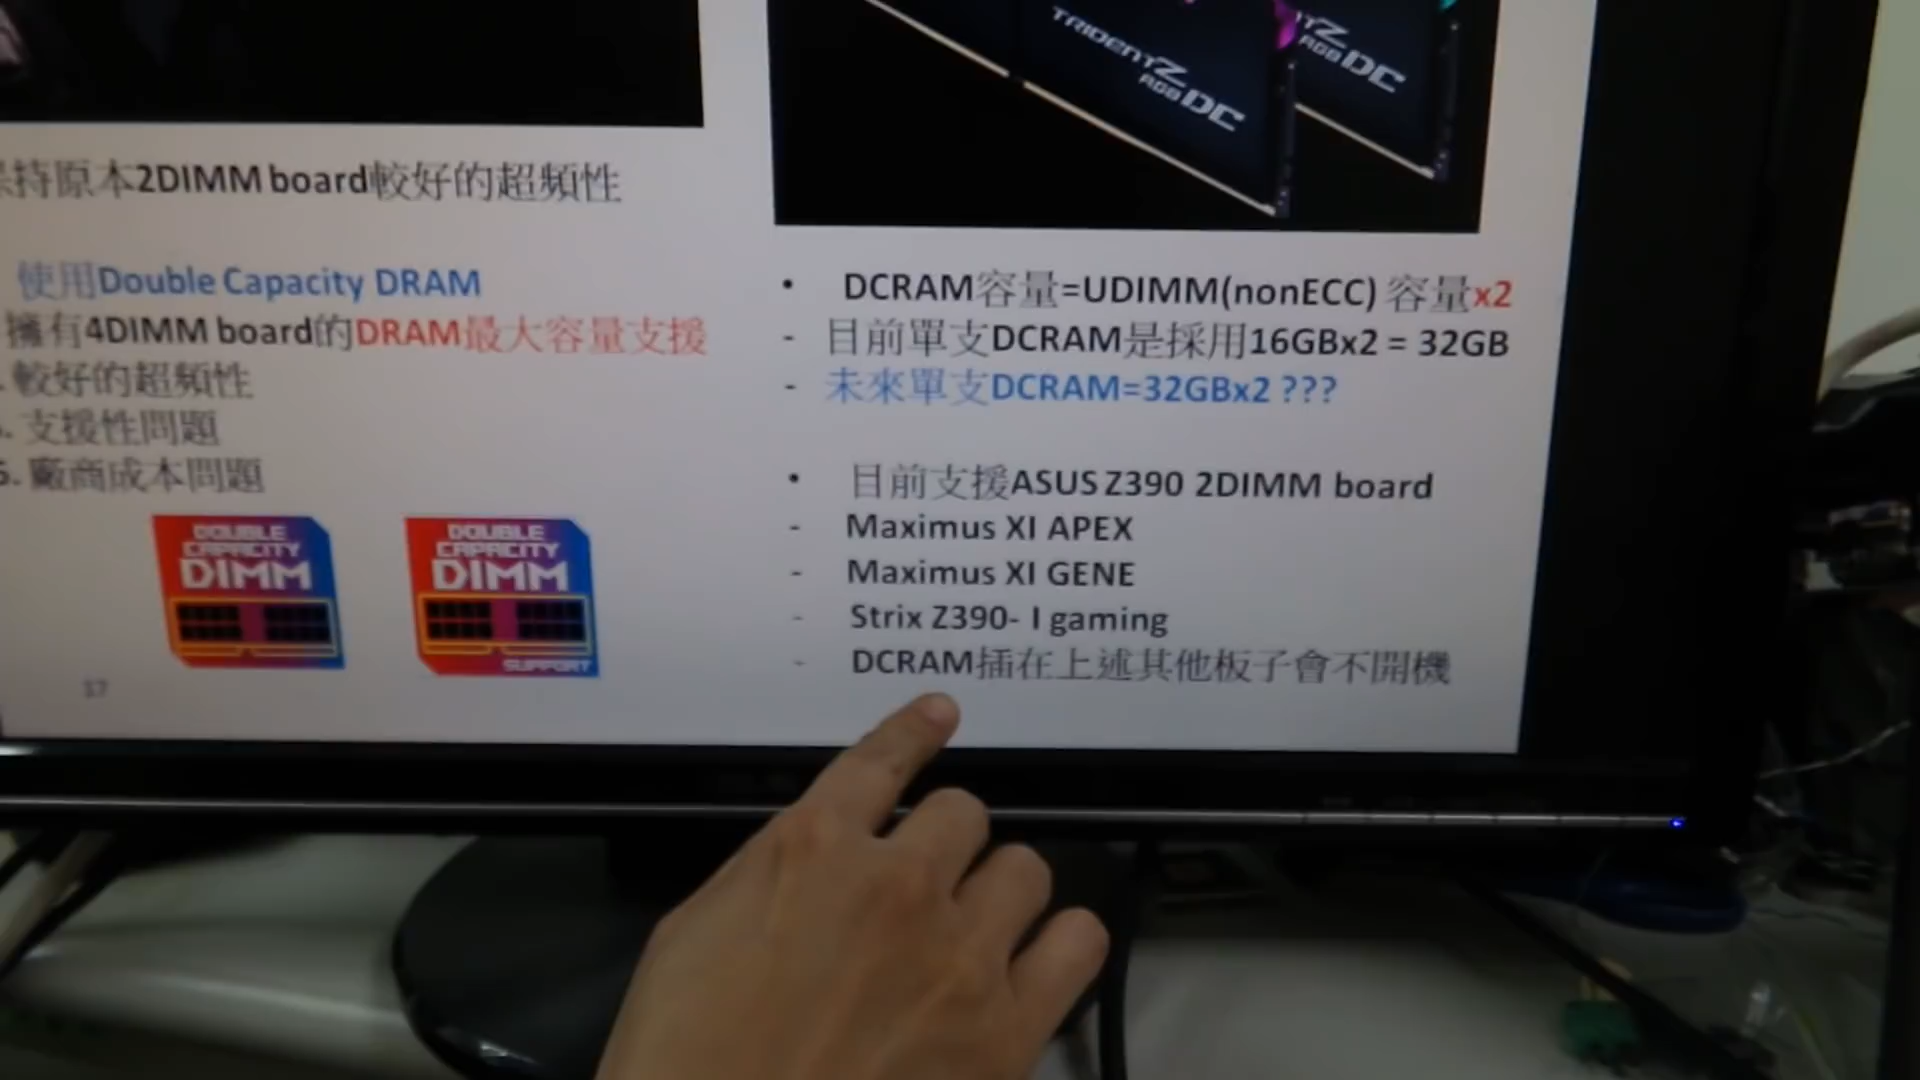 TRIDENTZ
RGB DC
TZ
RGB DC
持原本2DIMM board較好的超頻性
使用Double Capacity DRAM
擁有4DIMM board的DRAM最大容量支援
較好的超頻性
. 支援性問題
. 廠商成本問題
DOUBLE
CAPACITY
DIMM
DOUBLE
CAPACITY
DIMM
SUPPORT
• DCRAM容量=UDIMM(nonECC) 容量x2
- 目前單支DCRAM是採用16GBx2 = 32GB
- 未來單支DCRAM=32GBx2 ???
• 目前支援ASUS Z390 2DIMM board
- Maximus XI APEX
- Maximus XI GENE
- Strix Z390- I gaming
- DCRAM插在上述其他板子會不開機